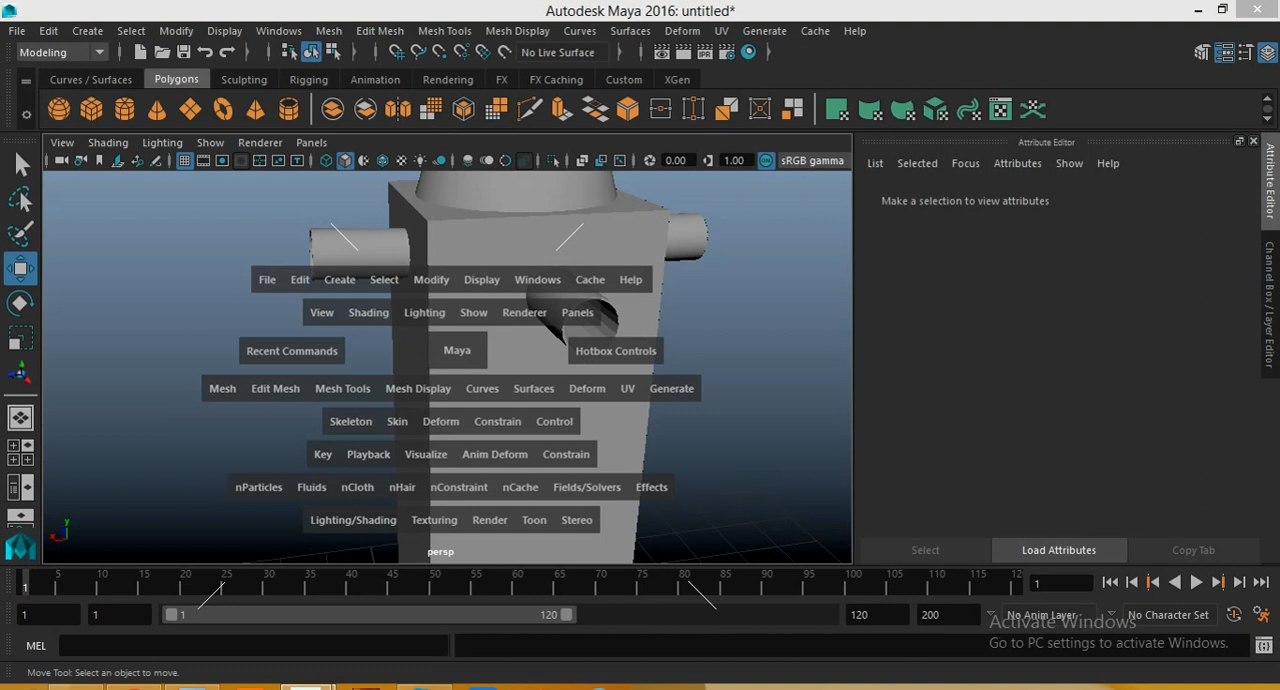 Autodesk Maya 2016: untitled*
File Edit Create Select Modify Display Windows Mesh Edit Mesh Mesh Tools Mesh Display Curves Surfaces Deform UV Generate Cache Help
Modeling No Live Surface
Curves / Surfaces Polygons Sculpting Rigging Animation Rendering FX FX Caching Custom XGen
View Shading Lighting Show Renderer Panels
0.00 1.00 sRGB gamma
Attribute Editor
List Selected Focus Attributes Show Help
Make a selection to view attributes
Attribute Editor
Channel Box / Layer Editor
File Edit Create Select Modify Display Windows Cache Help
View Shading Lighting Show Renderer Panels
Recent Commands Maya Hotbox Controls
Mesh Edit Mesh Mesh Tools Mesh Display Curves Surfaces Deform UV Generate
Skeleton Skin Deform Constrain Control
Key Playback Visualize Anim Deform Constrain
nParticles Fluids nCloth nHair nConstraint nCache Fields/Solvers Effects
Lighting/Shading Texturing Render Toon Stereo
y
persp
Select Load Attributes Copy Tab
1 5 10 15 20 25 30 35 40 45 50 55 60 65 70 75 80 85 90 95 100 105 110 115 12 1
1 1 1 120 120 200 No Anim Layer No Character Set
Activate Windows
Go to PC settings to activate Windows.
MEL
Move Tool: Select an object to move.